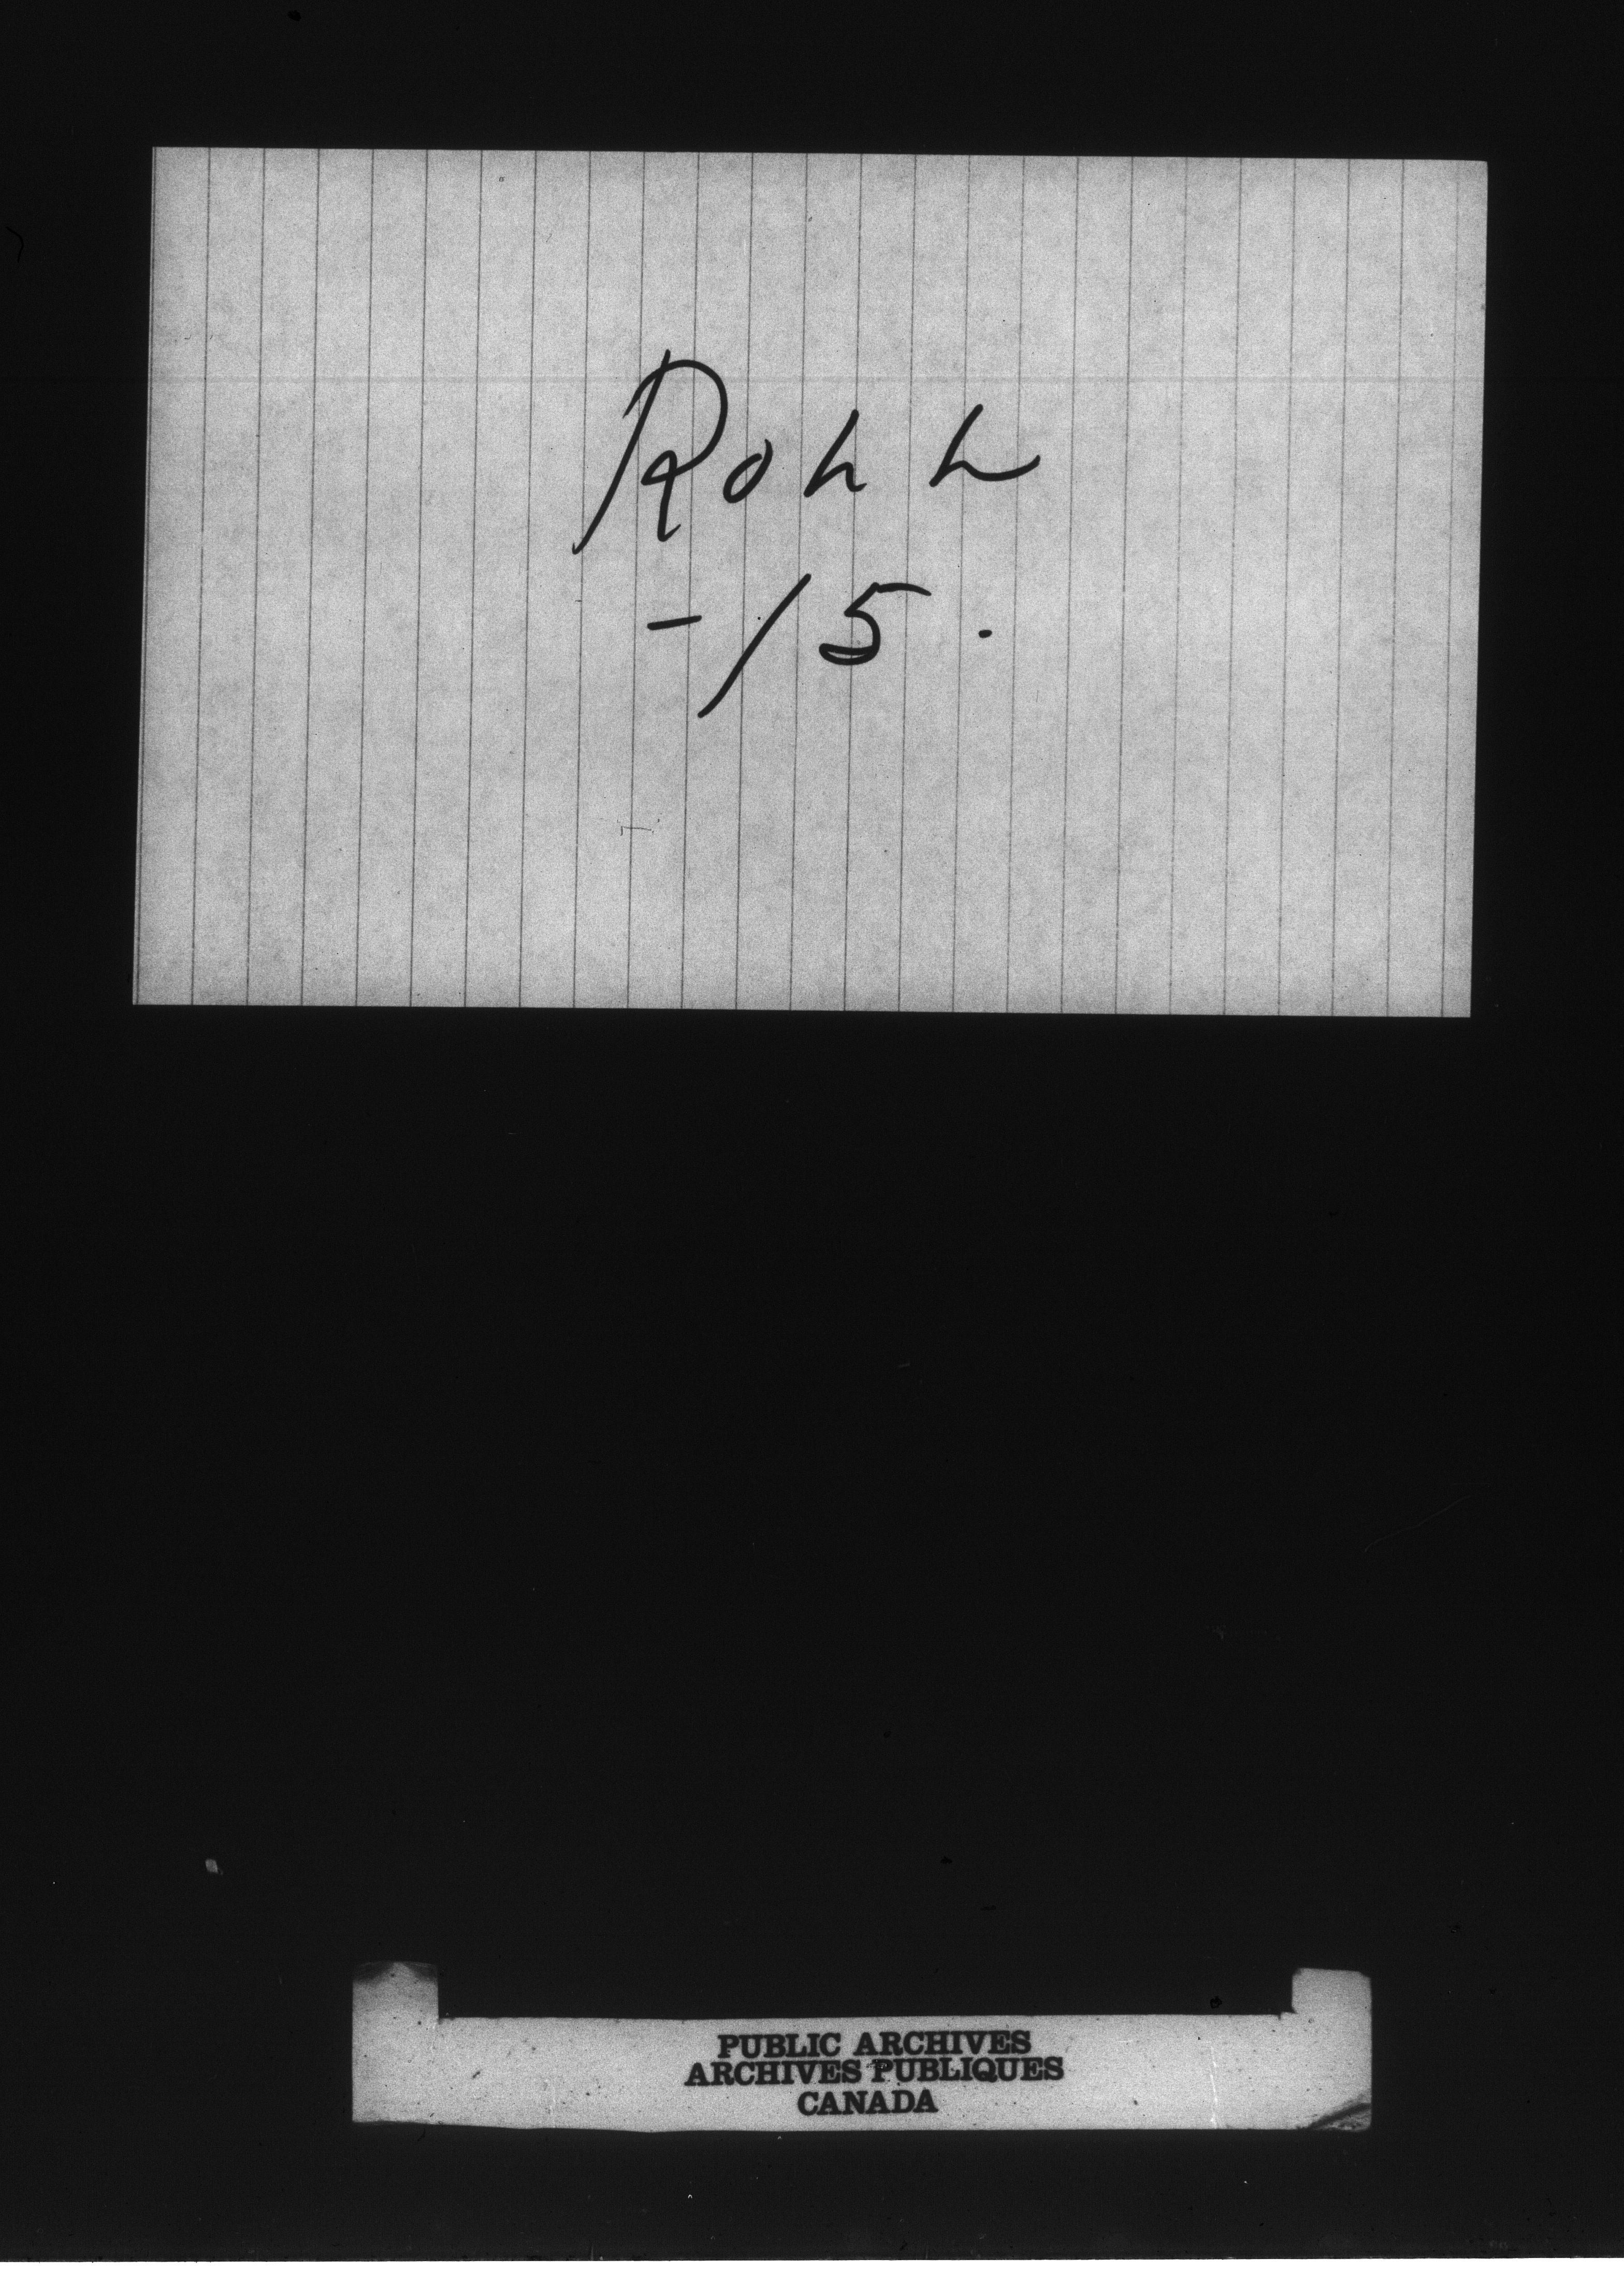 Roll
-15.
PUBLIC ARCHIVES
ARCHIVES PUBLIQUES
CANADA